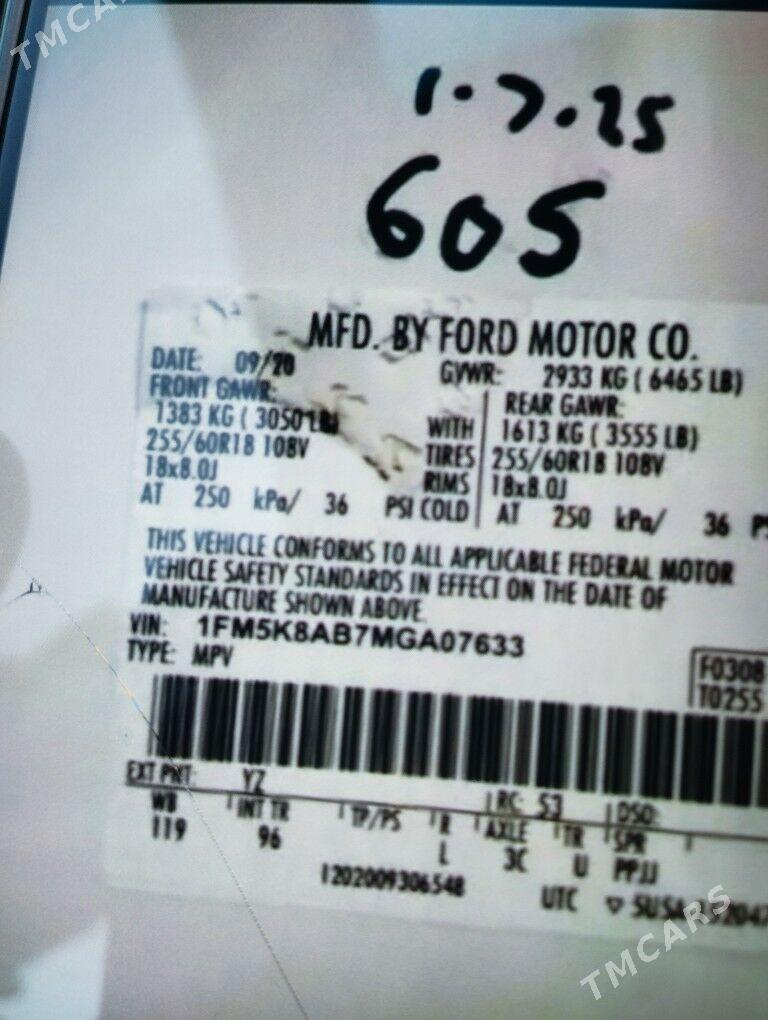 TMCARS
1.7.25
605
MFD. BY FORD MOTOR CO.
DATE: 09/20 GVWR: 2933 KG ( 6465 LB)
FRONT GAWR: REAR GAWR:
1383 KG ( 3050 LB) WITH 1613 KG ( 3555 LB)
255/60R18 108V TIRES 255/60R18 108V
18x8.0J RIMS 18x8.0J
AT 250 kPa/ 36 PSI COLD AT 250 kPa/ 36 PS
THIS VEHICLE CONFORMS TO ALL APPLICABLE FEDERAL MOTOR
VEHICLE SAFETY STANDARDS IN EFFECT ON THE DATE OF
MANUFACTURE SHOWN ABOVE.
VIN: 1FM5K8AB7MGA07633
TYPE: MPV
F0308
T0255
EXT PNT: YZ RC: 53 DSO:
WB INT TR TP/PS R AXLE TR SPR
119 96 L 3C U PPJJ
1202009306548
UTC
TMCARS